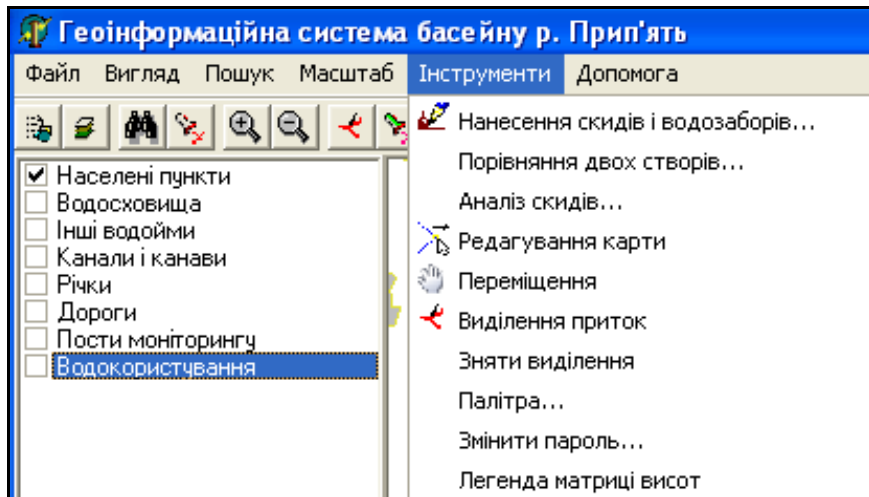 Геоінформаційна система басейну р. Прип'ять
Файл Вигляд Пошук Масштаб Інструменти Допомога
Населені пункти
Водосховища
Інші водойми
Канали і канави
Річки
Дороги
Пости моніторингу
Водокористування
Нанесення скидів і водозаборів...
Порівняння двох створів...
Аналіз скидів...
Редагування карти
Переміщення
Виділення приток
Зняти виділення
Палітра...
Змінити пароль...
Легенда матриці висот